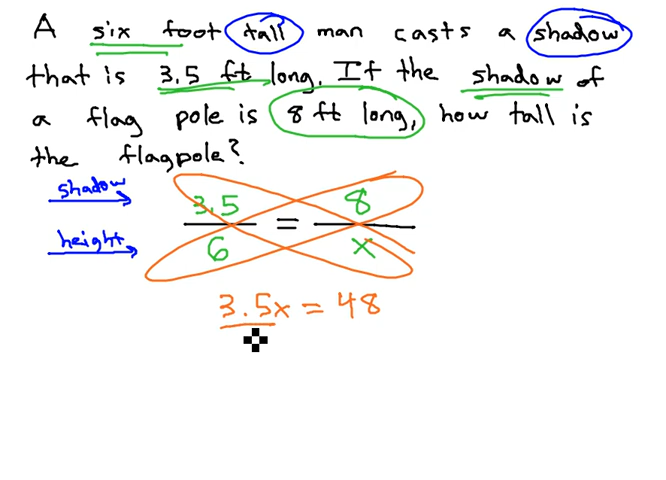 A six foot tall man casts a shadow
that is 3.5 ft long. If the shadow of
a flag pole is 8 ft long, how tall is
the flagpole?
shadow 3.5 = 8
height 6 x
3.5x = 48